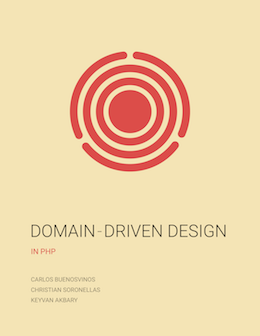 DOMAIN-DRIVEN DESIGN
IN PHP
CARLOS BUENOSVINOS
CHRISTIAN SORONELLAS
KEYVAN AKBARY